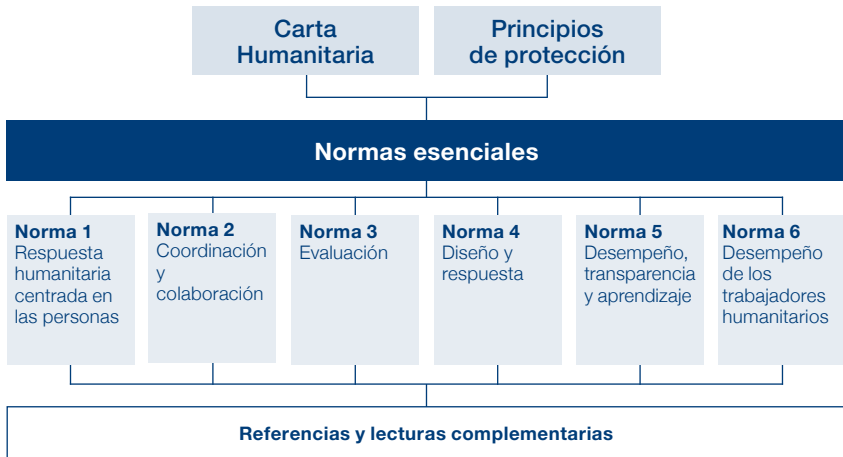 Carta
Humanitaria
Principios
de protección
Normas esenciales
Norma 1
Respuesta
humanitaria
centrada en
las personas
Norma 2
Coordinación
y
colaboración
Norma 3
Evaluación
Norma 4
Diseño y
respuesta
Norma 5
Desempeño,
transparencia
y aprendizaje
Norma 6
Desempeño
de los
trabajadores
humanitarios
Referencias y lecturas complementarias